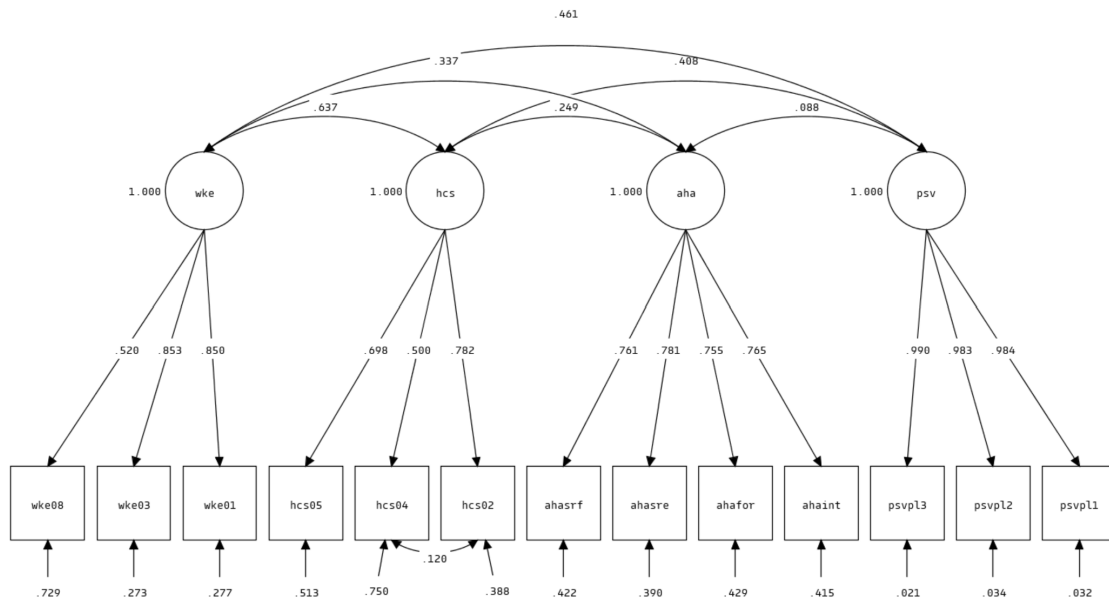 .461
.337 .408
.637 .249 .088
1.000 wke 1.000 hcs 1.000 aha 1.000 psv
.520 .853 .850 .698 .500 .782 .761 .781 .755 .765 .990 .983 .984
wke08 wke03 wke01 hcs05 hcs04 hcs02 ahasrf ahasre ahafor ahaint psvpl3 psvpl2 psvpl1
.120
.729 .273 .277 .513 .750 .388 .422 .390 .429 .415 .021 .034 .032